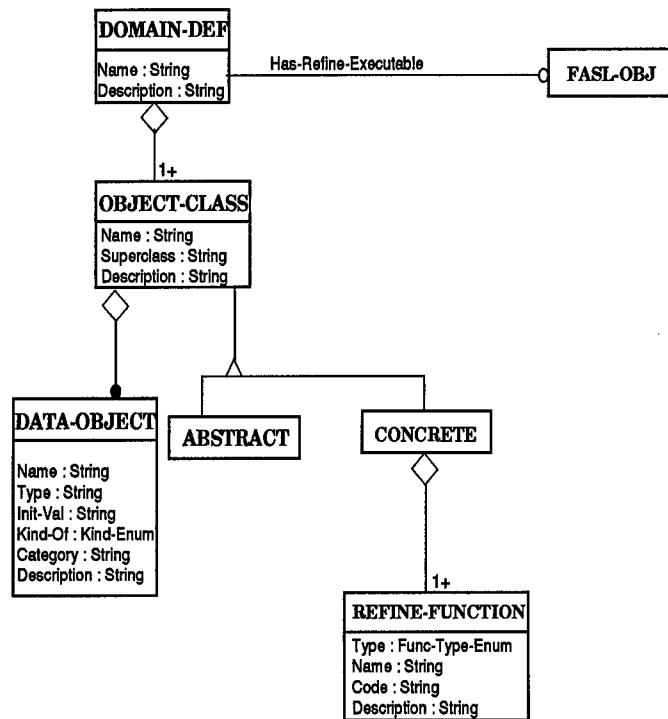 DOMAIN-DEF
Name : String
Description : String
Has-Refine-Executable
FASL-OBJ
1+
OBJECT-CLASS
Name : String
Superclass : String
Description : String
DATA-OBJECT
Name : String
Type : String
Init-Val : String
Kind-Of : Kind-Enum
Category : String
Description : String
ABSTRACT
CONCRETE
1+
REFINE-FUNCTION
Type : Func-Type-Enum
Name : String
Code : String
Description : String